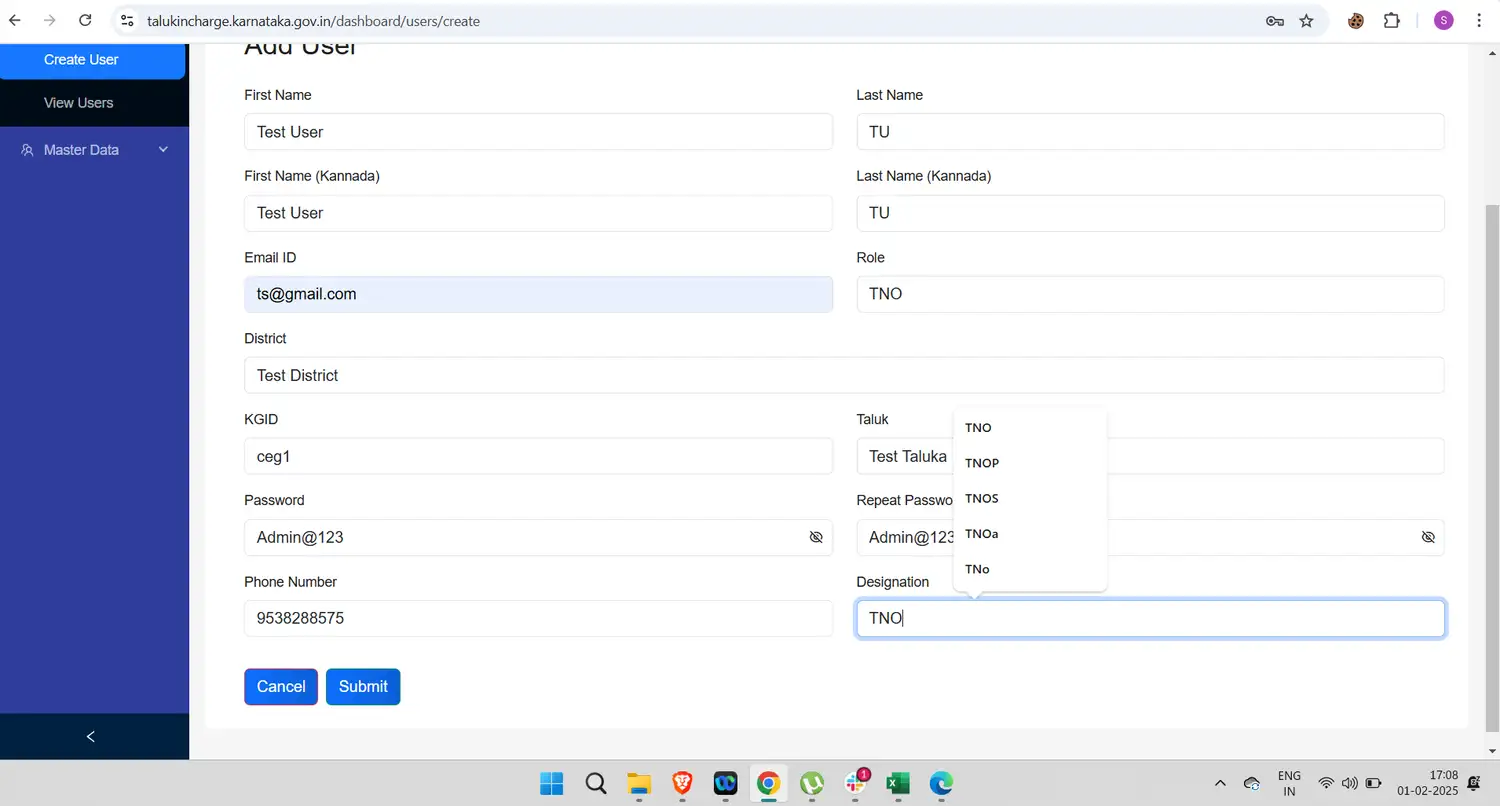 talukincharge.karnataka.gov.in/dashboard/users/create
S
Create User
View Users
Master Data
Add User
First Name
Last Name
Test User
TU
First Name (Kannada)
Last Name (Kannada)
Test User
TU
Email ID
Role
ts@gmail.com
TNO
District
Test District
KGID
Taluk
ceg1
Test Taluka
TNO
TNOP
TNOS
TNOa
TNo
Password
Repeat Passwo
Admin@123
Admin@123
Phone Number
Designation
9538288575
TNO
Cancel
Submit
1
ENG
IN
17:08
01-02-2025